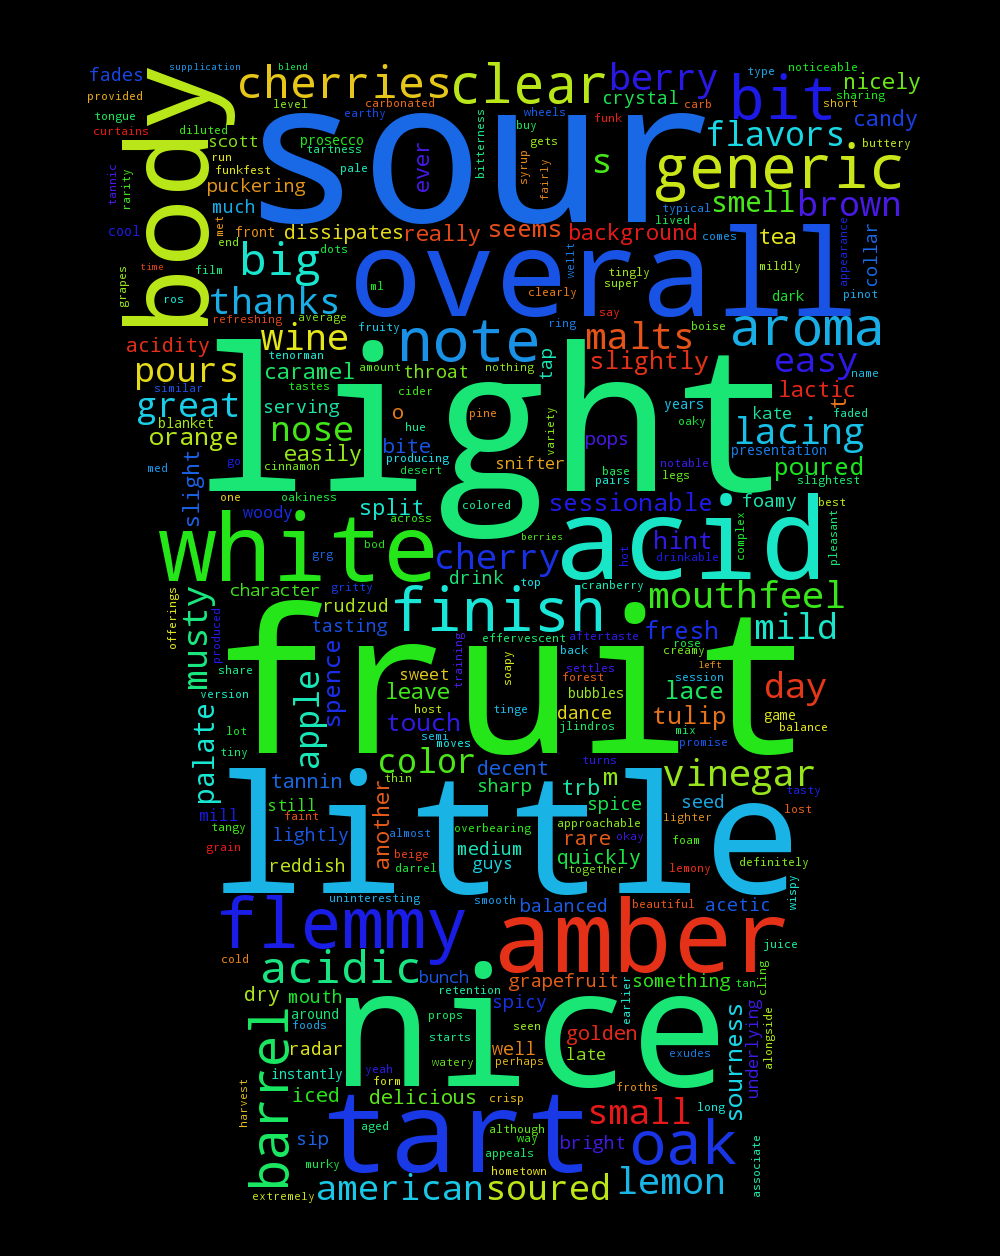 supplication blend type noticeable
fades cherries clear berry bit nicely
provided level carbonated crystal carb short sharing
tongue earthy wheels funk candy
curtains diluted scott prosecco buy flavors buttery
body sour
tartness bitterness gets s generic
run funkfest pale ever syrup fairly smell brown
tannic rarity puckering
much met front dissipates really seems background typical lived tea collar
cool end dots comes appearance
big overall
time film wellt tingly mildly
grapes ros thanks ml clearly super dark pinot
refreshing average fruity ring say boise aroma
acidity wine note malts
tenorman tap slightly easy
pours caramel amount throat nothing name
similar tastes cider lactic
great serving o pine variety years t
blanket hue oaky kate faded
orange nose bite pops lacing
easily producing presentation
light
med go cinnamon desert snifter base pairs notable legs poured slightest
slight one oakiness split colored sessionable foamy best
woody across acid
white grg bod berries cherry hint complex pleasant
hot drinkable
drink top cranberry
character gritty finish mouthfeel
offerings musty rudzud
produced tasting effervescent aftertaste fresh rose mild
training back creamy
fruit
share spence sweet soapy settles left
apple leave forest session lace day
version host tinge bubbles
palate touch dance tulip game
lot semi jlindros mix balance
tiny color moves promise
decent turns
tannin thin sharp trb m vinegar
little
mill still another spice seed tasty
tangy faint approachable lighter lost
lightly almost overbearing rare okay foam
grain medium quickly
reddish beige guys together definitely
darrel lemony
uninteresting smooth balanced beautiful acetic wispy
flemmy amber
cold juice
acidic bunch grapefruit something tan cling
dry mouth retention spicy earlier
around props seen golden sourness underlying alongside
foods starts
barrel radar nice well late exudes
watery perhaps
instantly yeah form froths
harvest iced delicious crisp small long
tart
sip aged although way bright oak
murky appeals associate
hometown
extremely american soured lemon